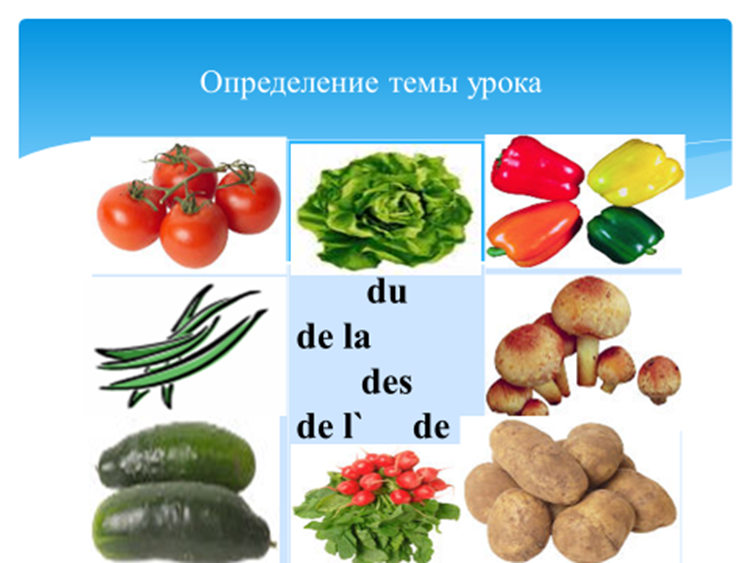 Определение темы урока
du
de la
des
de l` de